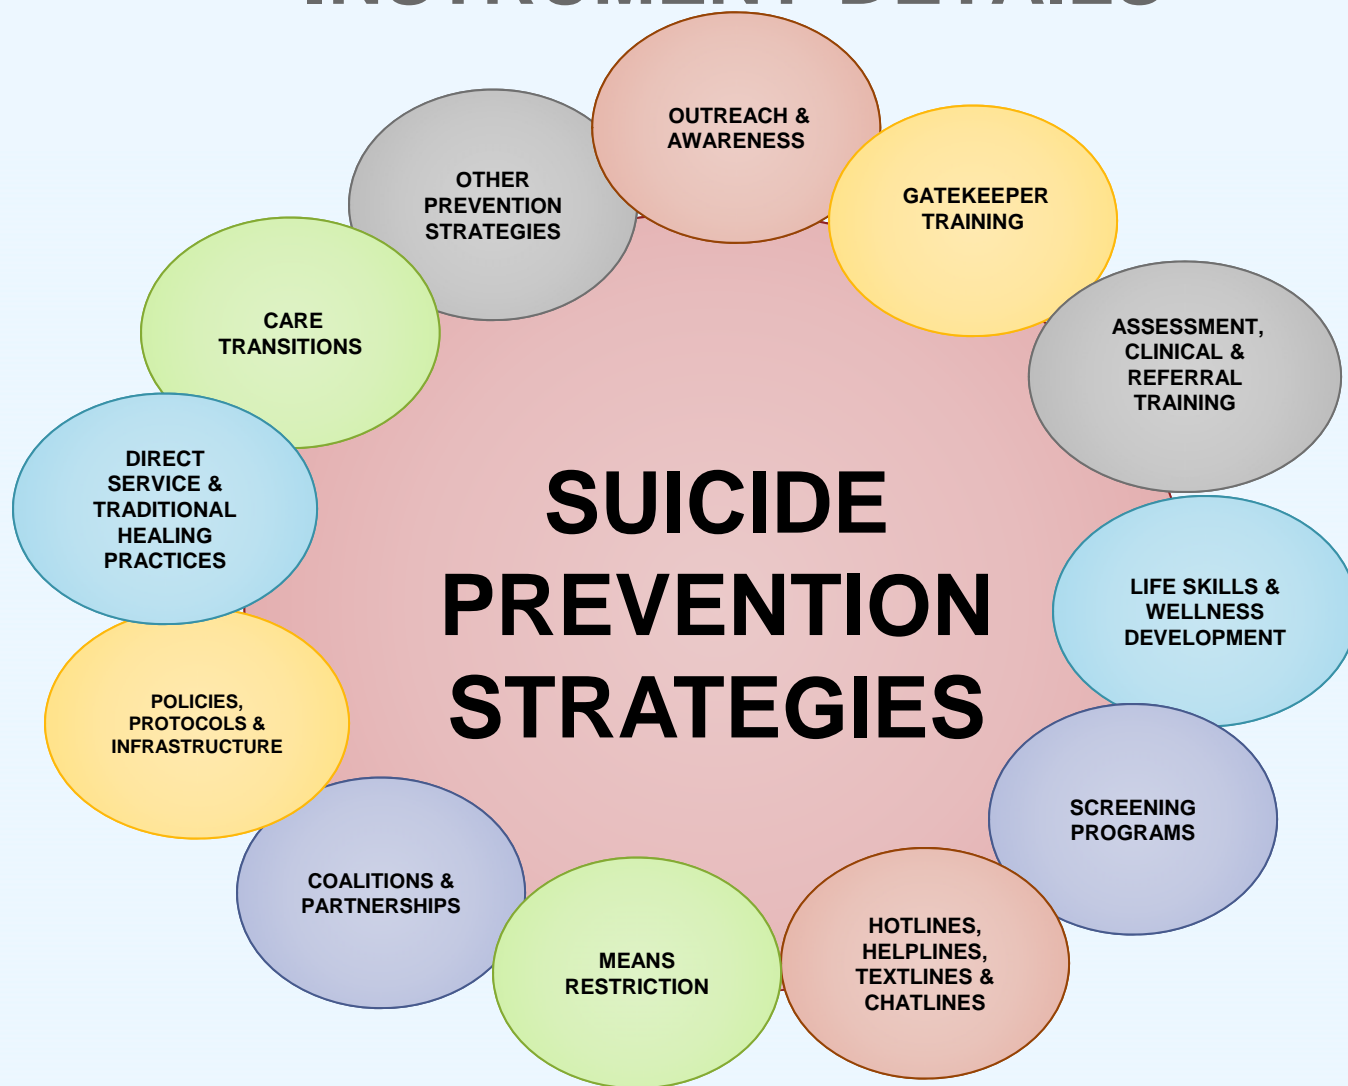 INSTRUMENT DETAILS
OUTREACH &
AWARENESS
GATEKEEPER
TRAINING
ASSESSMENT,
CLINICAL &
REFERRAL
TRAINING
LIFE SKILLS &
WELLNESS
DEVELOPMENT
SCREENING
PROGRAMS
HOTLINES,
HELPLINES,
TEXTLINES &
CHATLINES
MEANS
RESTRICTION
COALITIONS &
PARTNERSHIPS
POLICIES,
PROTOCOLS &
INFRASTRUCTURE
DIRECT
SERVICE &
TRADITIONAL
HEALING
PRACTICES
CARE
TRANSITIONS
OTHER
PREVENTION
STRATEGIES
SUICIDE
PREVENTION
STRATEGIES